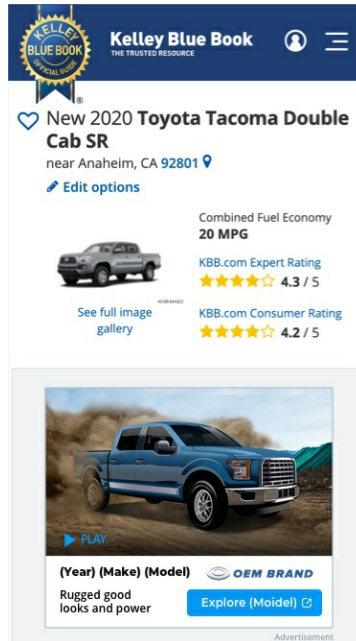 KELLEY
BLUE BOOK
OFFICIAL GUIDE
®
Kelley Blue Book
THE TRUSTED RESOURCE
New 2020 Toyota Tacoma Double
Cab SR
near Anaheim, CA 92801
Edit options
Combined Fuel Economy
20 MPG
KBB.com Expert Rating
4.3 / 5
See full image
gallery
KBB.com Consumer Rating
4.2 / 5
PLAY
(Year) (Make) (Model)
OEM BRAND
Rugged good
looks and power
Explore (Moidel)
Advertisement